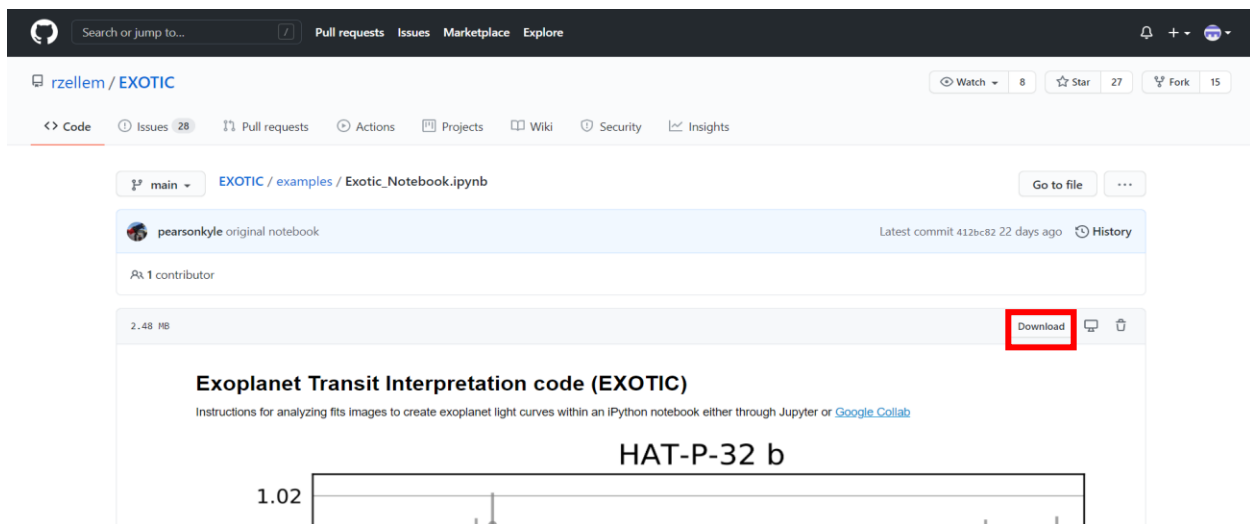 Search or jump to... / Pull requests Issues Marketplace Explore
rzellem / EXOTIC Watch 8 Star 27 Fork 15
<> Code Issues 28 Pull requests Actions Projects Wiki Security Insights
main EXOTIC / examples / Exotic_Notebook.ipynb Go to file ...
pearsonkyle original notebook Latest commit 412bc82 22 days ago History
1 contributor
2.48 MB Download
Exoplanet Transit Interpretation code (EXOTIC)
Instructions for analyzing fits images to create exoplanet light curves within an iPython notebook either through Jupyter or Google Collab
HAT-P-32 b
1.02